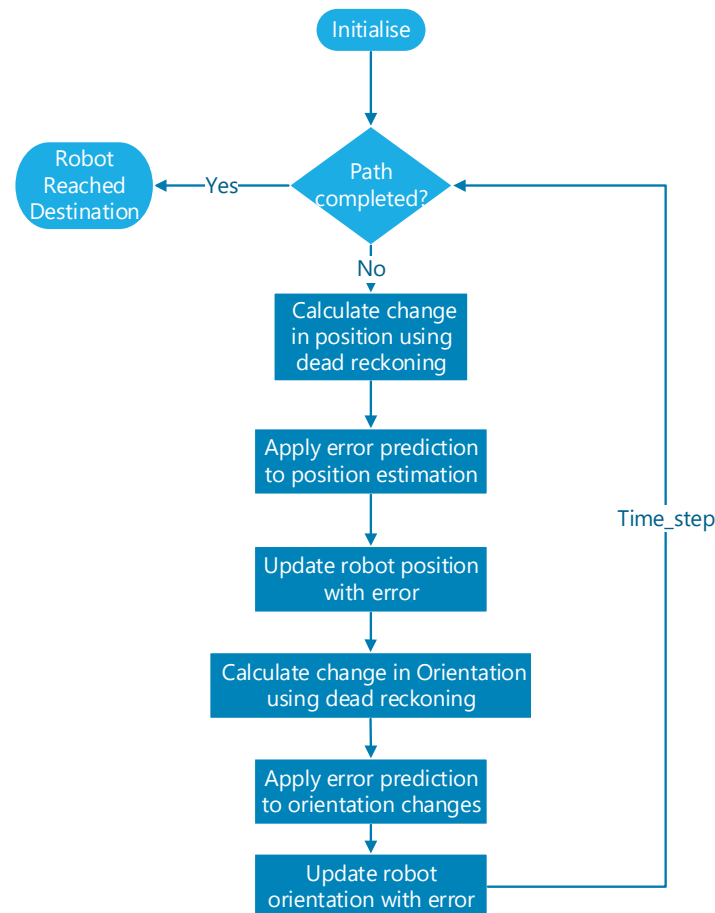 Initialise
Path
completed?
Yes
Robot
Reached
Destination
No
Calculate change
in position using
dead reckoning
Apply error prediction
to position estimation
Update robot position
with error
Calculate change in Orientation
using dead reckoning
Apply error prediction
to orientation changes
Update robot
orientation with error
Time_step